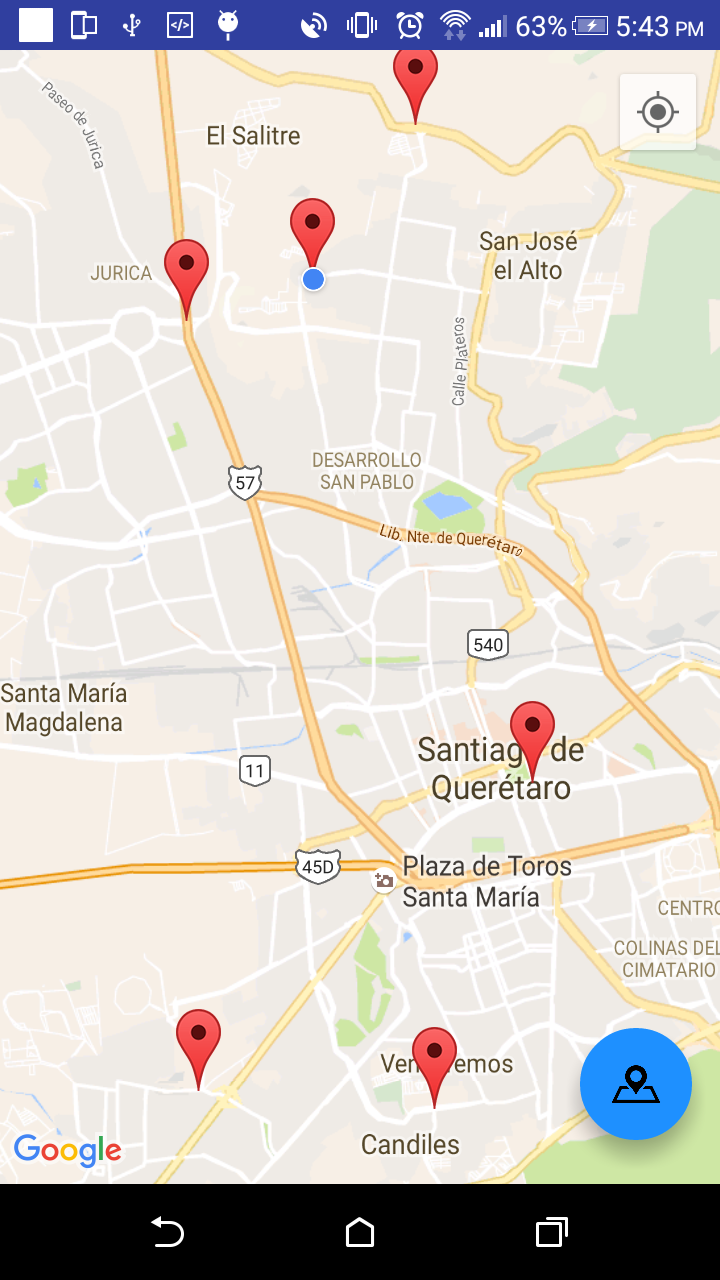 63% 5:43 PM
Paseo de Jurica
El Salitre
San José
el Alto
JURICA
Calle Plateros
DESARROLLO
SAN PABLO
57
Lib. Nte. de Querétaro
540
Santa María
Magdalena
Santiag de
Querétaro
11
45D
Plaza de Toros
Santa María
CENTRO
COLINAS DEL
CIMATARIO
Ven emos
Candiles
Google